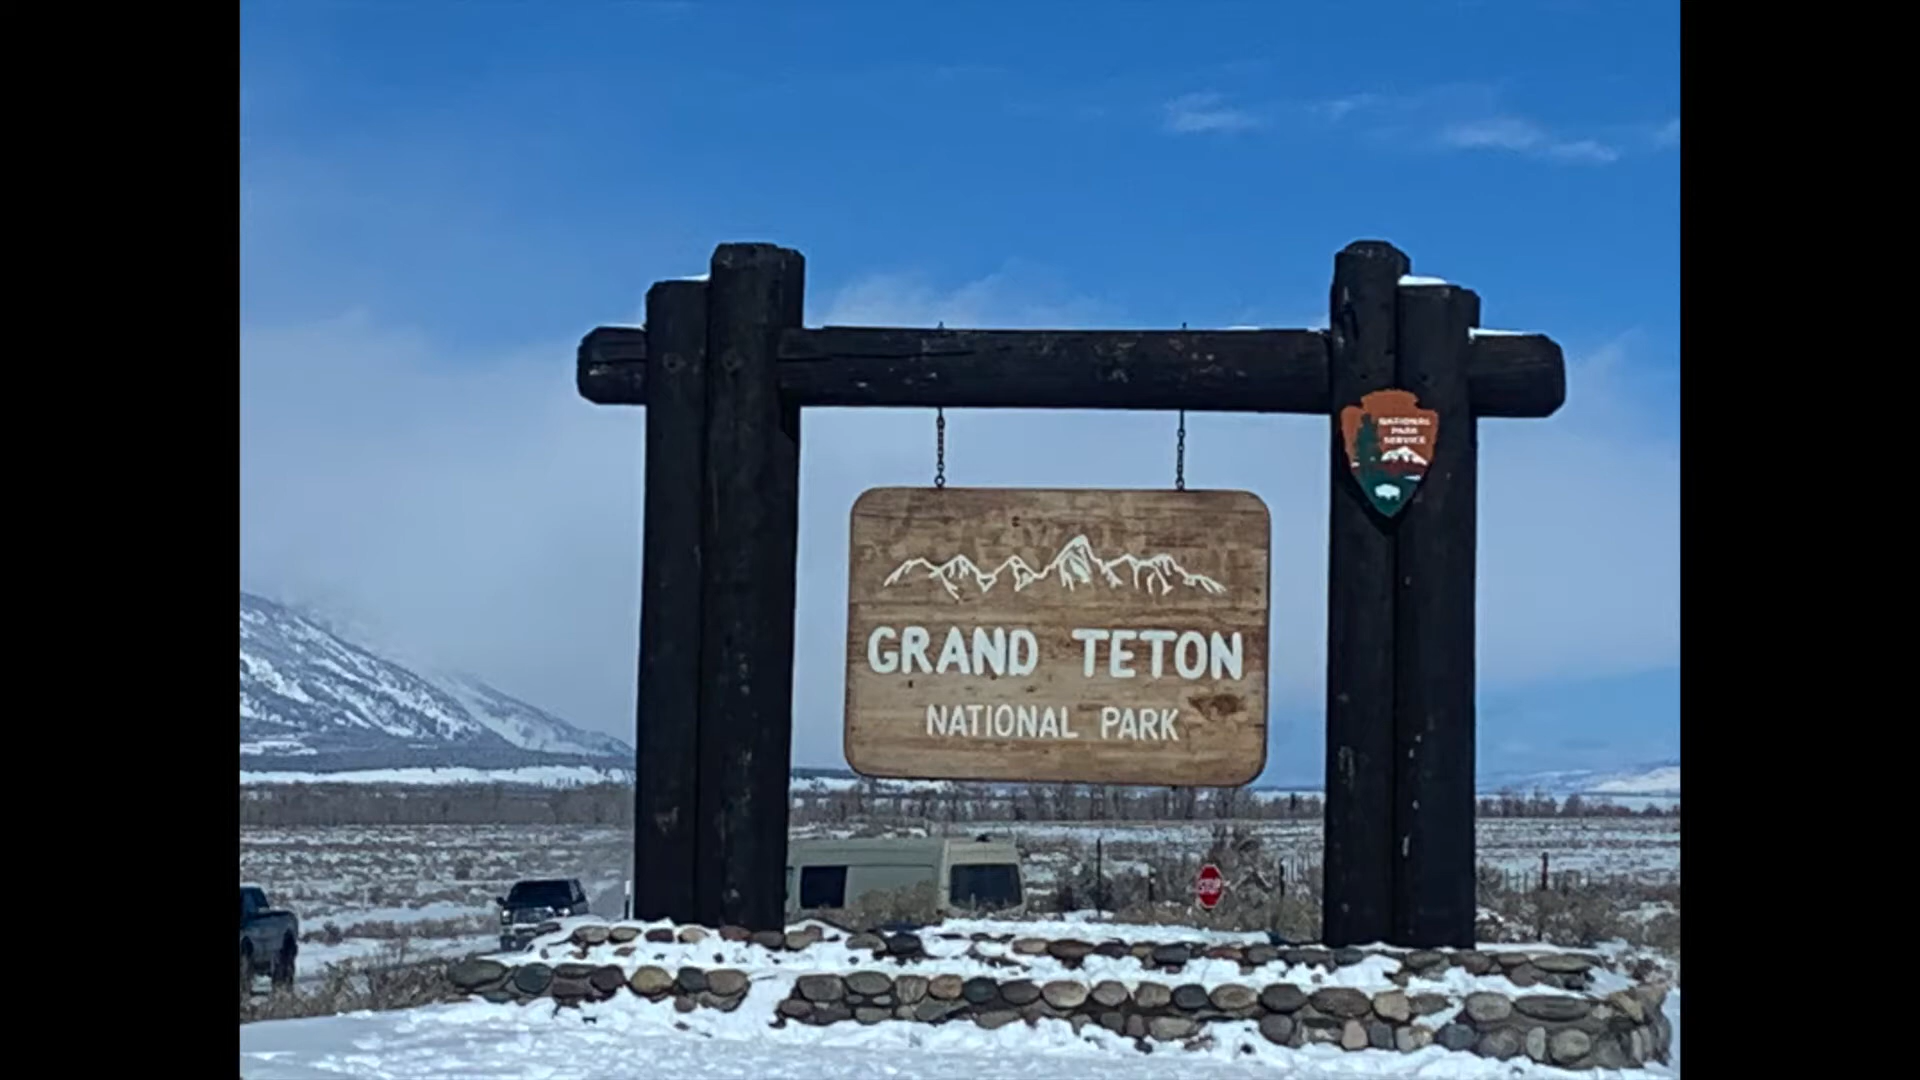 NATIONAL
PARK
SERVICE
GRAND TETON
NATIONAL PARK
STOP